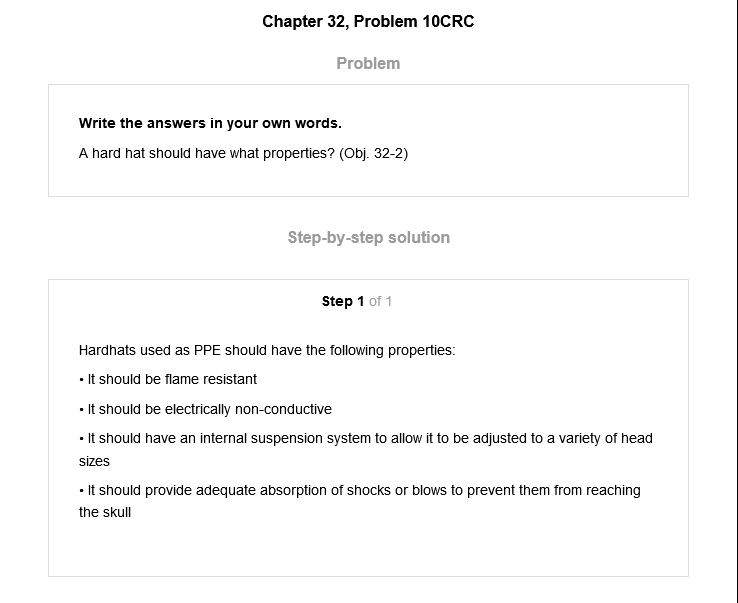 Chapter 32, Problem 10CRC
Problem
Write the answers in your own words.
A hard hat should have what properties? (Obj. 32-2)
Step-by-step solution
Step 1 of 1
Hardhats used as PPE should have the following properties:
• It should be flame resistant
• It should be electrically non-conductive
• It should have an internal suspension system to allow it to be adjusted to a variety of head
sizes
• It should provide adequate absorption of shocks or blows to prevent them from reaching
the skull